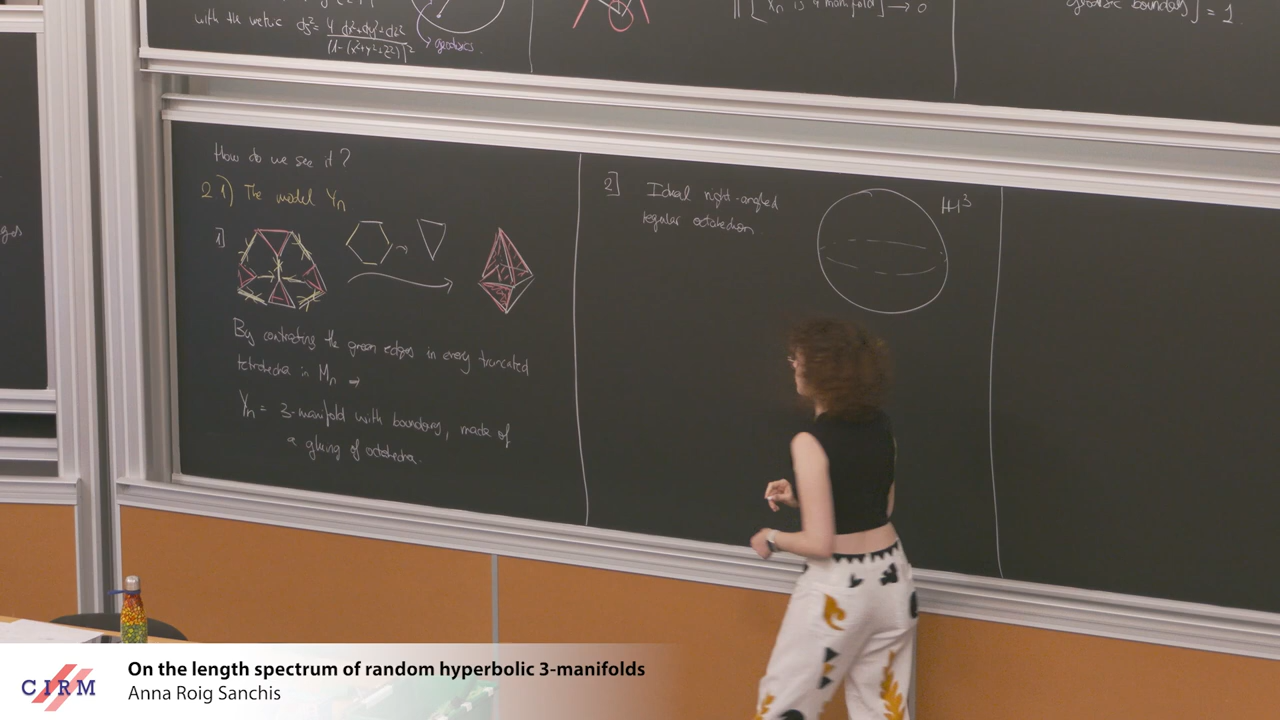 with the metric ds² = 4 dx²+dy²+dz² / (1-(x²+y²+z²))²
geodesics.
[ Xn is a manifold ] → 0
geodesic boundary ] = 1.
How do we see it?
2.1) The model Yn
1]
By contracting the green edges in every truncated
tetrahedra in Mn ⇒
Yn = 3-manifold with boundary, made of
a gluing of octahedra.
2] Ideal right-angled
regular octahedron
H³
CIRM
On the length spectrum of random hyperbolic 3-manifolds
Anna Roig Sanchis